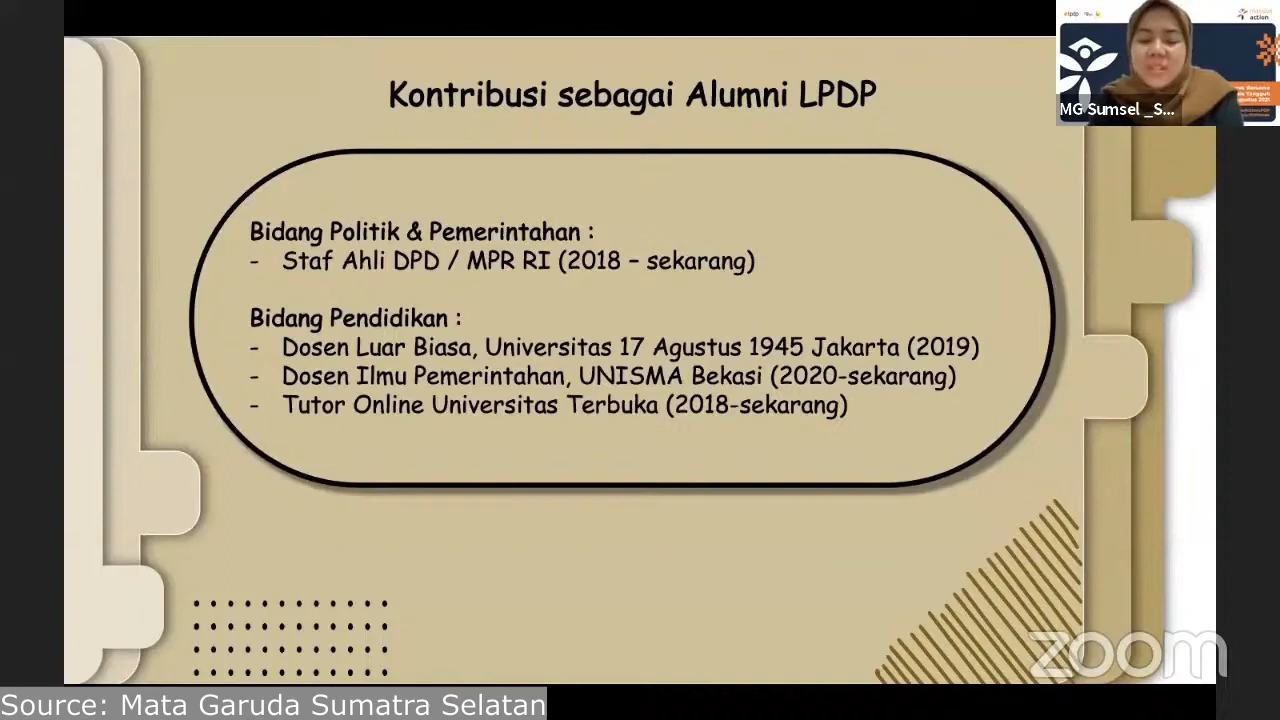 Kontribusi sebagai Alumni LPDP
Bidang Politik & Pemerintahan :
- Staf Ahli DPD / MPR RI (2018 – sekarang)
Bidang Pendidikan :
- Dosen Luar Biasa, Universitas 17 Agustus 1945 Jakarta (2019)
- Dosen Ilmu Pemerintahan, UNISMA Bekasi (2020-sekarang)
- Tutor Online Universitas Terbuka (2018-sekarang)
lpdp
action
MG Sumsel _S...
zoom
Source: Mata Garuda Sumatra Selatan